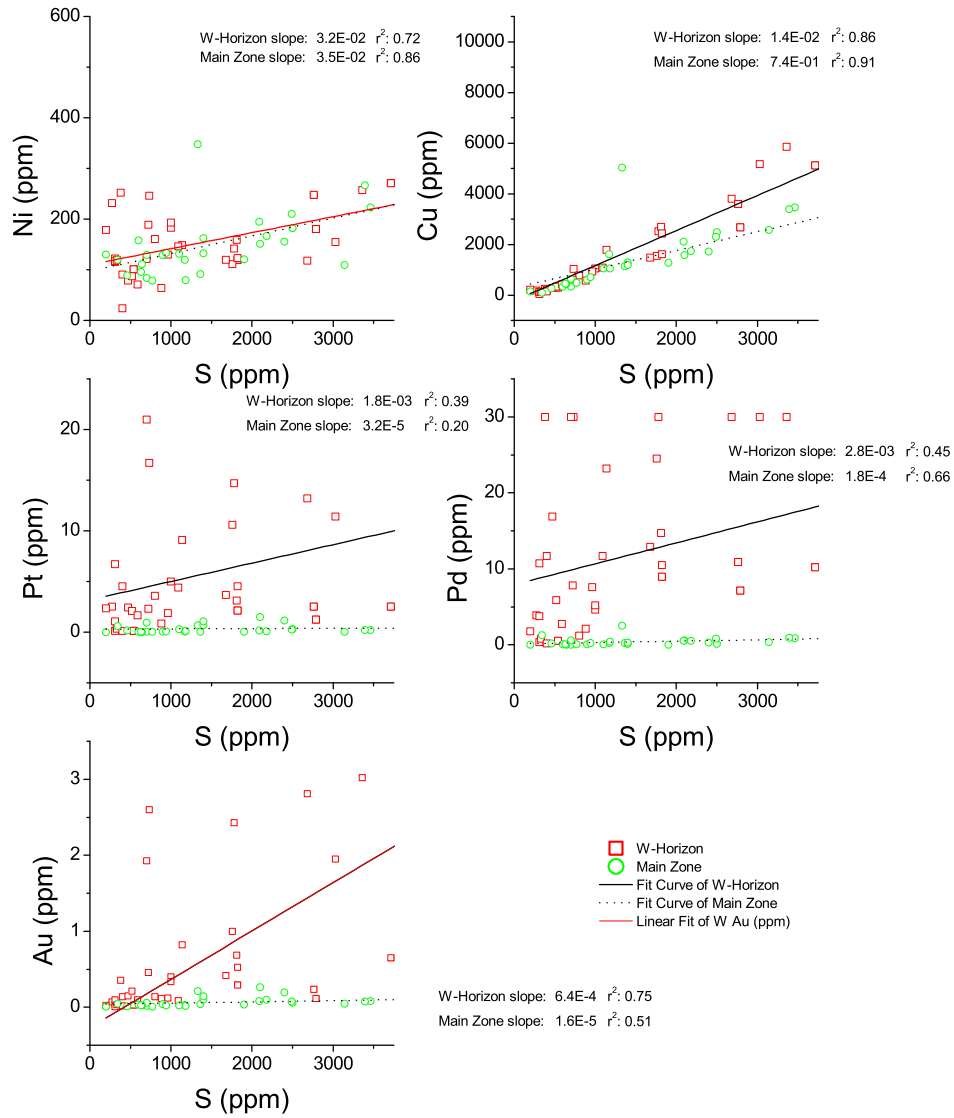 W-Horizon slope: 3.2E-02 r²: 0.72
Main Zone slope: 3.5E-02 r²: 0.86
600
400
200
0
Ni (ppm)
0 1000 2000 3000
S (ppm)
W-Horizon slope: 1.4E-02 r²: 0.86
Main Zone slope: 7.4E-01 r²: 0.91
10000
8000
6000
4000
2000
0
Cu (ppm)
0 1000 2000 3000
S (ppm)
W-Horizon slope: 1.8E-03 r²: 0.39
Main Zone slope: 3.2E-5 r²: 0.20
20
10
0
Pt (ppm)
0 1000 2000 3000
S (ppm)
W-Horizon slope: 2.8E-03 r²: 0.45
Main Zone slope: 1.8E-4 r²: 0.66
30
20
10
0
Pd (ppm)
0 1000 2000 3000
S (ppm)
3
2
1
0
Au (ppm)
0 1000 2000 3000
S (ppm)
W-Horizon
Main Zone
Fit Curve of W-Horizon
Fit Curve of Main Zone
Linear Fit of W Au (ppm)
W-Horizon slope: 6.4E-4 r²: 0.75
Main Zone slope: 1.6E-5 r²: 0.51